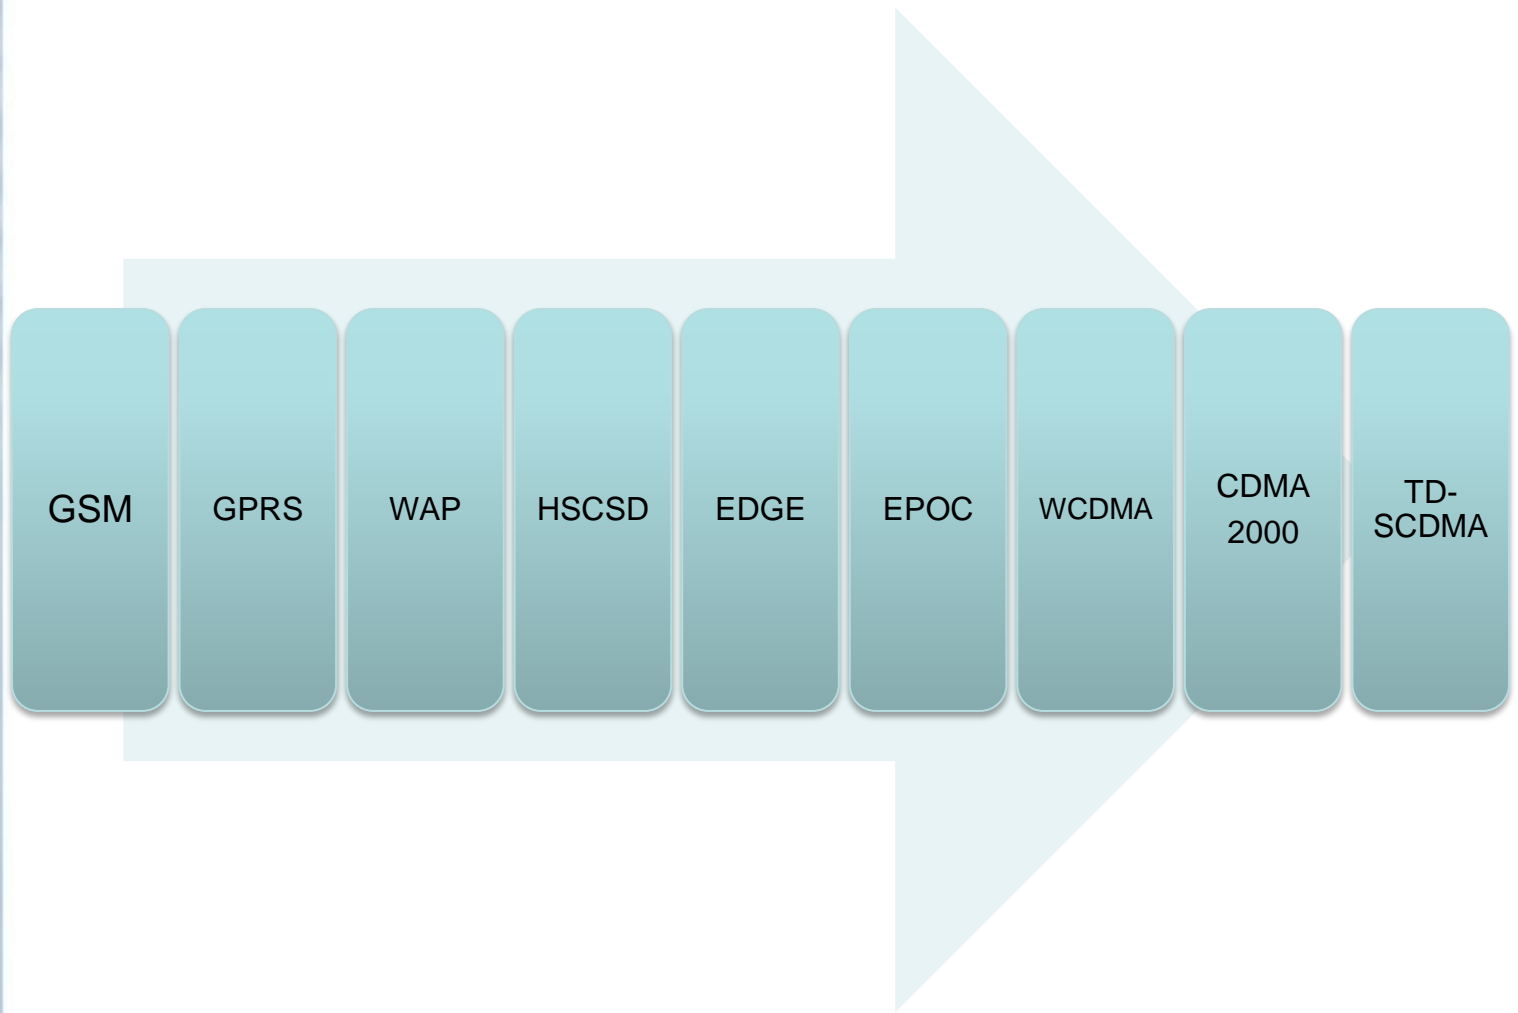 GSM
GPRS
WAP
HSCSD
EDGE
EPOC
WCDMA
CDMA
2000
TD-
SCDMA